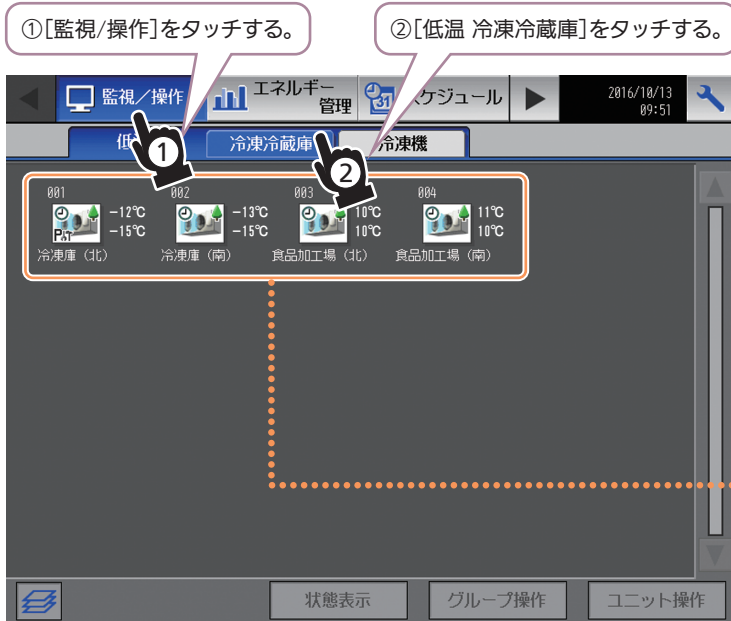 ①[監視/操作]をタッチする。
②[低温 冷凍冷蔵庫]をタッチする。
監視／操作
エネルギー
管理
31
ケジュール
2016/10/13
09:51
低
冷凍冷蔵庫
冷凍機
1
2
001
-12℃
-15℃
冷凍庫（北）
002
-13℃
-15℃
冷凍庫（南）
003
10℃
10℃
食品加工場（北）
004
11℃
10℃
食品加工場（南）
状態表示
グループ操作
ユニット操作